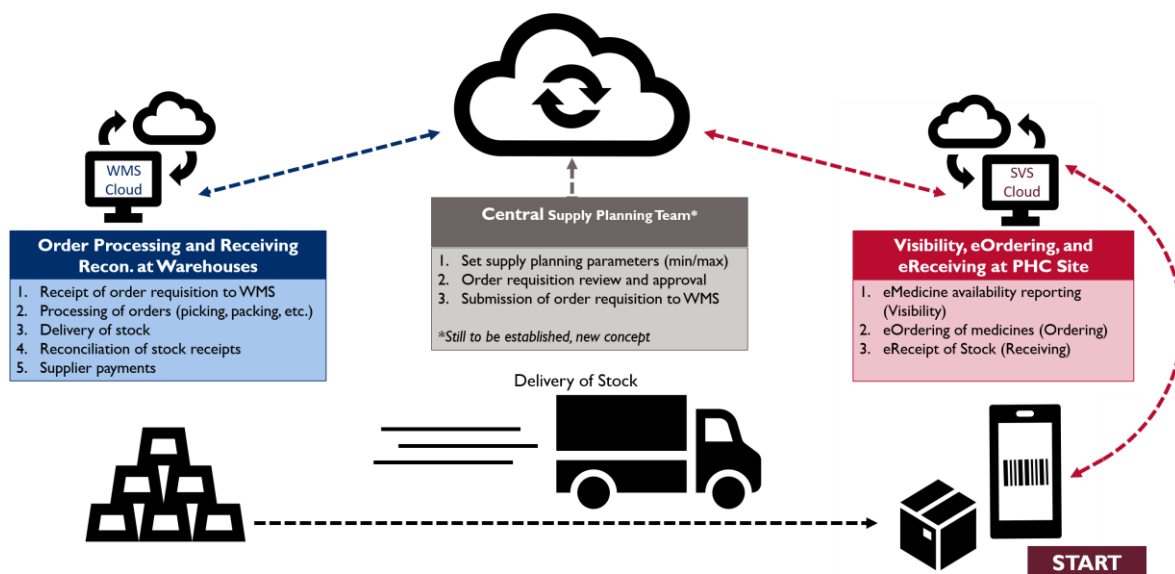 WMS
Cloud
Order Processing and Receiving
Recon. at Warehouses
1. Receipt of order requisition to WMS
2. Processing of orders (picking, packing, etc.)
3. Delivery of stock
4. Reconciliation of stock receipts
5. Supplier payments
Central Supply Planning Team*
1. Set supply planning parameters (min/max)
2. Order requisition review and approval
3. Submission of order requisition to WMS
*Still to be established, new concept
SVS
Cloud
Visibility, eOrdering, and
eReceiving at PHC Site
1. eMedicine availability reporting
(Visibility)
2. eOrdering of medicines (Ordering)
3. eReceipt of Stock (Receiving)
Delivery of Stock
START